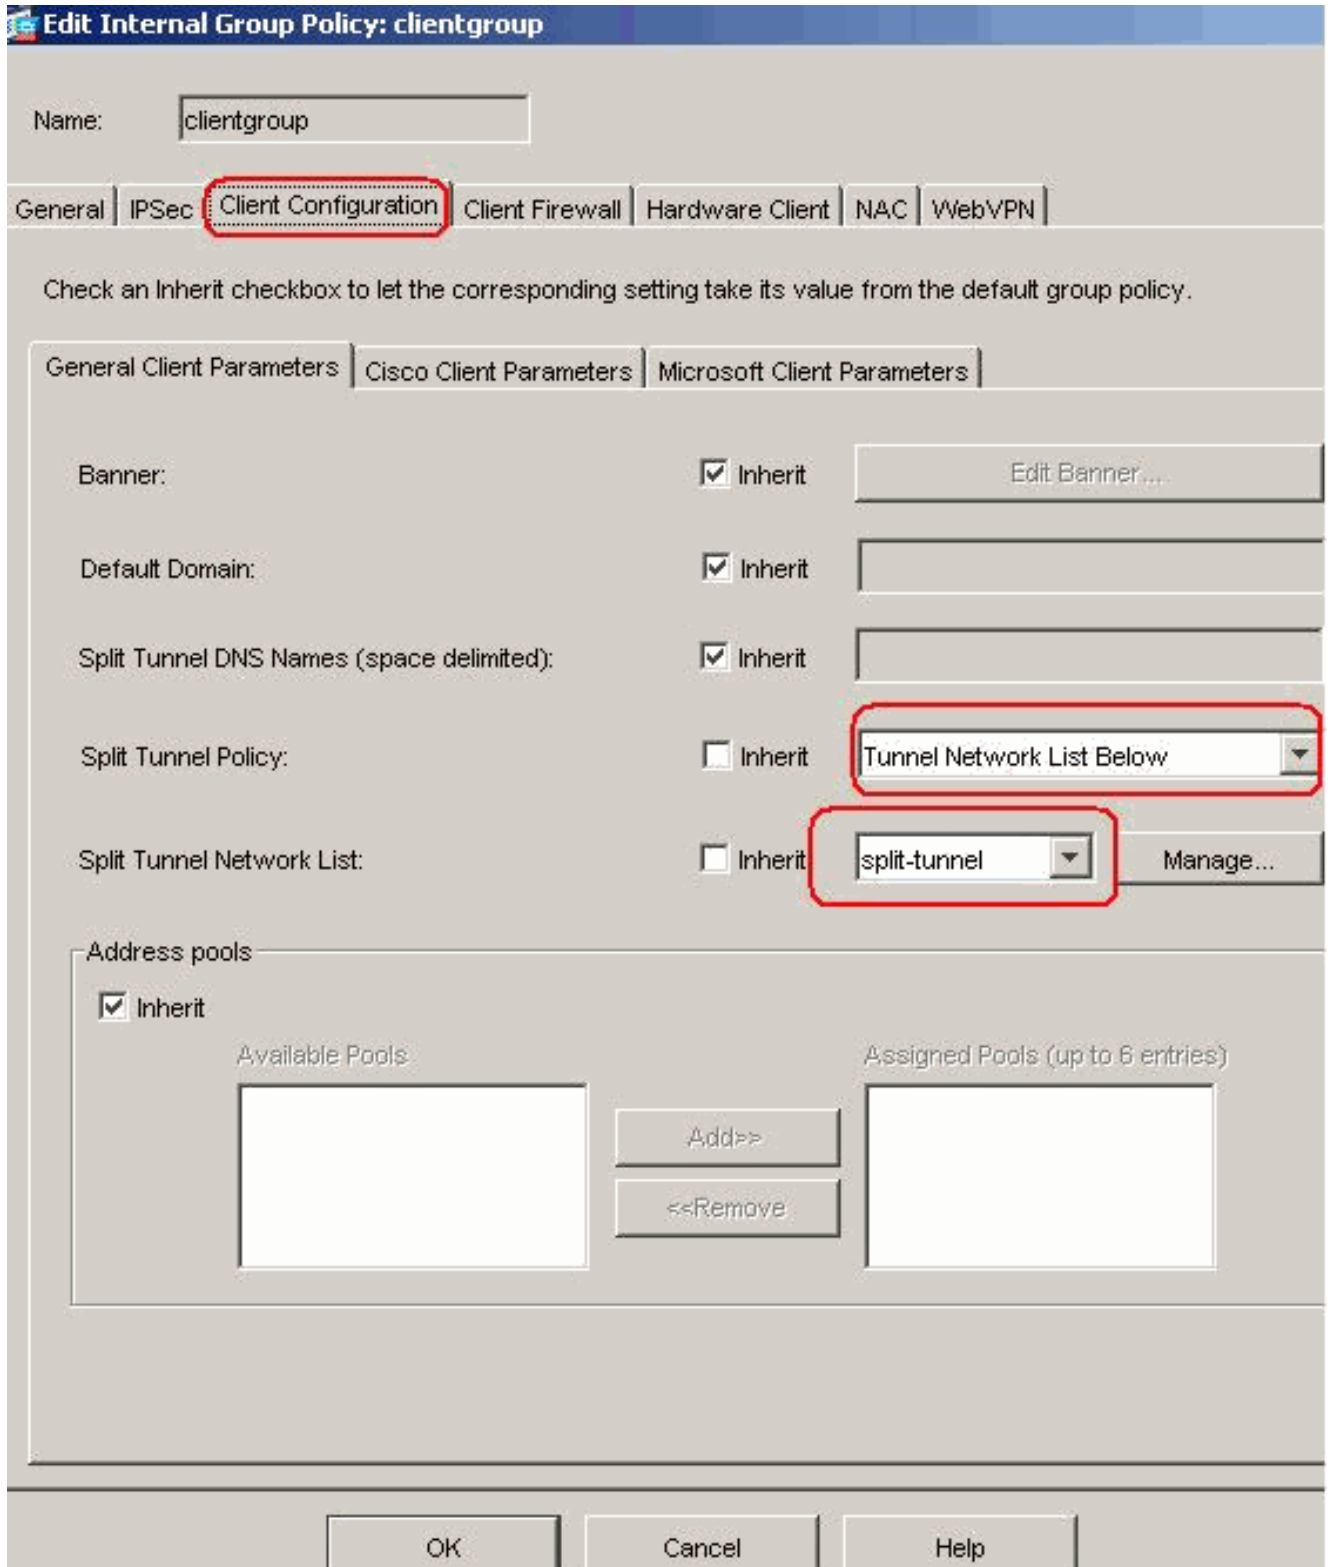 Edit Internal Group Policy: clientgroup
Name: clientgroup
General IPSec Client Configuration Client Firewall Hardware Client NAC WebVPN
Check an Inherit checkbox to let the corresponding setting take its value from the default group policy.
General Client Parameters Cisco Client Parameters Microsoft Client Parameters
Banner: Inherit Edit Banner...
Default Domain: Inherit
Split Tunnel DNS Names (space delimited): Inherit
Split Tunnel Policy: Inherit Tunnel Network List Below
Split Tunnel Network List: Inherit split-tunnel Manage...
Address pools
Inherit
Available Pools Assigned Pools (up to 6 entries)
Add>>
<<Remove
OK Cancel Help